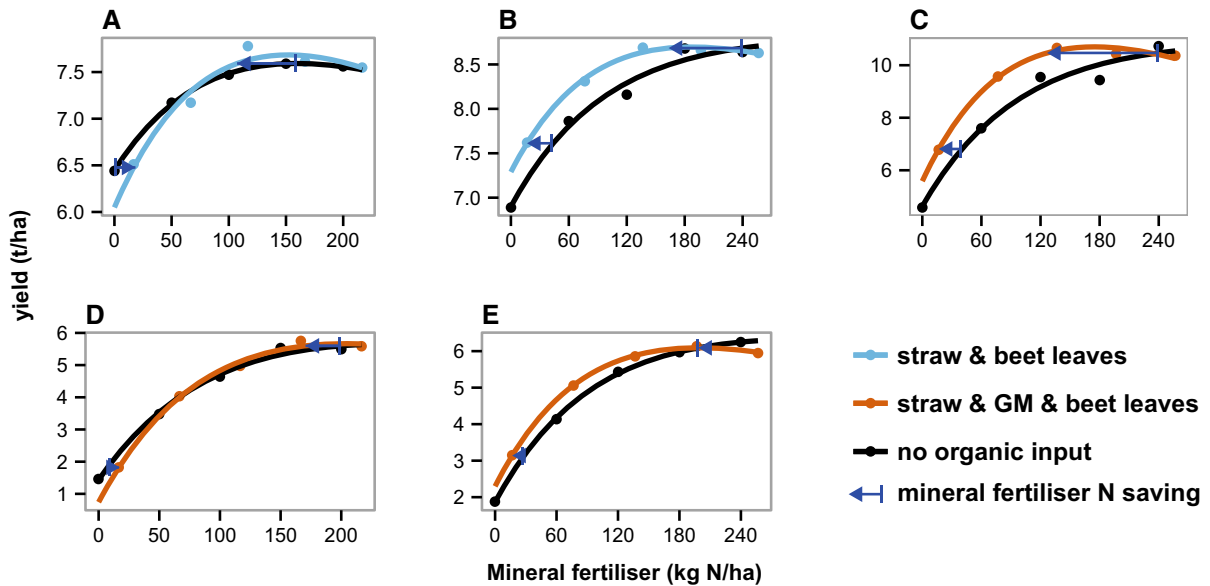 A
7.5
7.0
6.5
6.0
0 50 100 150 200
B
8.5
8.0
7.5
7.0
0 60 120 180 240
C
10
8
6
0 60 120 180 240
yield (t/ha)
D
6
5
4
3
2
1
0 50 100 150 200
E
6
5
4
3
2
0 60 120 180 240
straw & beet leaves
straw & GM & beet leaves
no organic input
mineral fertiliser N saving
Mineral fertiliser (kg N/ha)